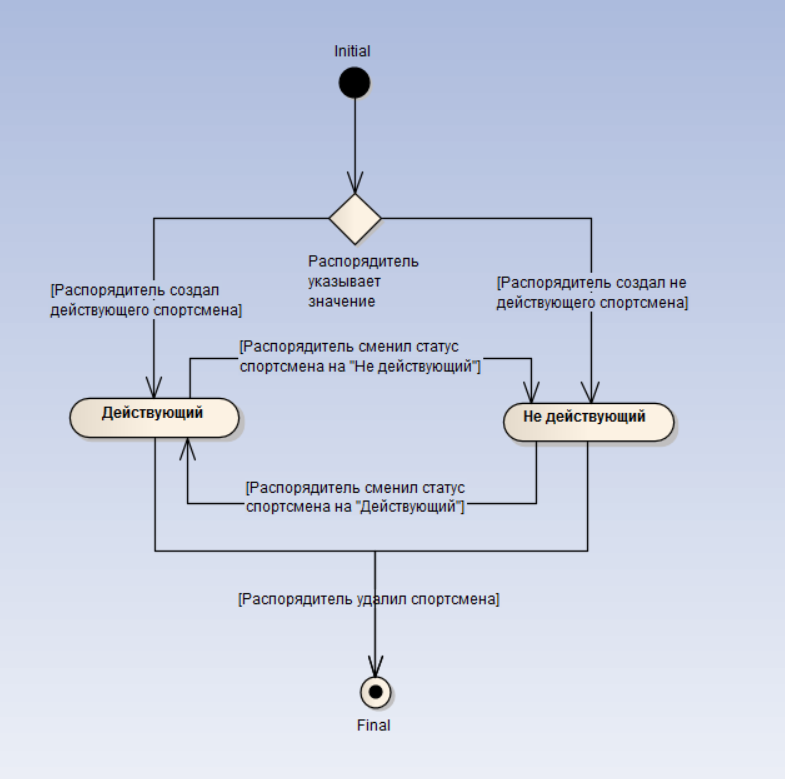 Initial
Распорядитель
указывает
значение
[Распорядитель создал
действующего спортсмена]
[Распорядитель создал не
действующего спортсмена]
[Распорядитель сменил статус
спортсмена на "Не действующий"]
Действующий
Не действующий
[Распорядитель сменил статус
спортсмена на "Действующий"]
[Распорядитель удалил спортсмена]
Final